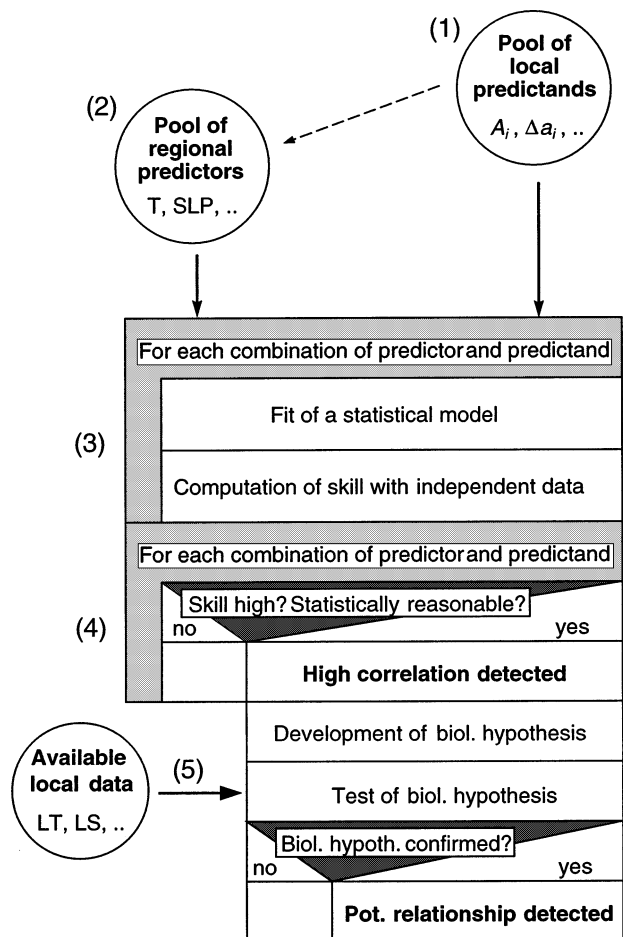 (1)
Pool of
local
predictands
Ai, Δai, ..
(2)
Pool of
regional
predictors
T, SLP, ..
For each combination of predictor and predictand
Fit of a statistical model
(3)
Computation of skill with independent data
For each combination of predictor and predictand
Skill high? Statistically reasonable?
(4)
no
yes
High correlation detected
Development of biol. hypothesis
Available
local data
LT, LS, ..
(5)
Test of biol. hypothesis
Biol. hypoth. confirmed?
no
yes
Pot. relationship detected